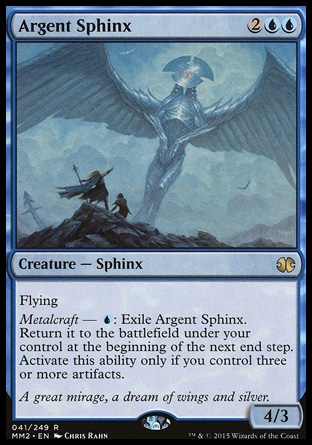 Argent Sphinx 2
Creature — Sphinx
Flying
Metalcraft — : Exile Argent Sphinx.
Return it to the battlefield under your
control at the beginning of the next end step.
Activate this ability only if you control three
or more artifacts.
A great mirage, a dream of wings and silver.
4/3
041/249 R
MM2 • EN Chris Rahn ™ & © 2015 Wizards of the Coast